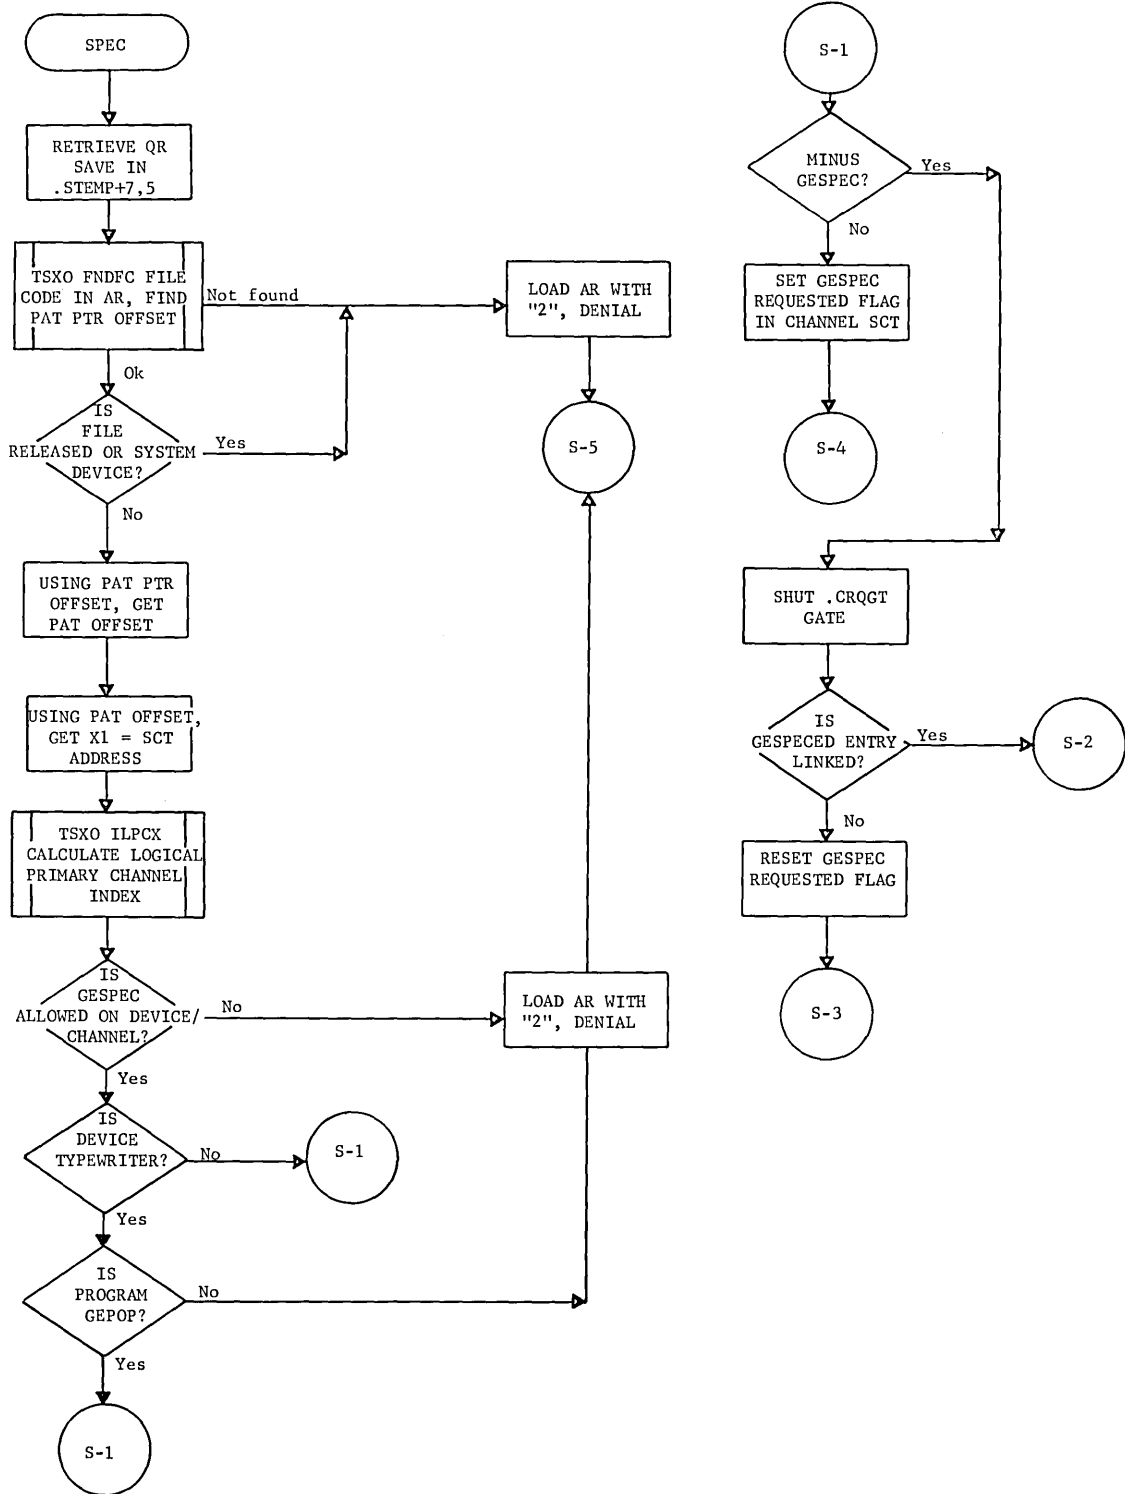 SPEC
RETRIEVE QR
SAVE IN
.STEMP+7,5
TSXO FNDFC FILE
CODE IN AR, FIND
PAT PTR OFFSET
Not found
LOAD AR WITH
"2", DENIAL
Ok
IS
FILE
RELEASED OR SYSTEM
DEVICE?
Yes
S-5
No
USING PAT PTR
OFFSET, GET
PAT OFFSET
USING PAT OFFSET,
GET X1 = SCT
ADDRESS
TSXO ILPCX
CALCULATE LOGICAL
PRIMARY CHANNEL
INDEX
IS
GESPEC
ALLOWED ON DEVICE/
CHANNEL?
No
LOAD AR WITH
"2", DENIAL
Yes
IS
DEVICE
TYPEWRITER?
No
S-1
Yes
IS
PROGRAM
GEPOP?
No
Yes
S-1
S-1
MINUS
GESPEC?
Yes
No
SET GESPEC
REQUESTED FLAG
IN CHANNEL SCT
S-4
SHUT .CRQGT
GATE
IS
GESPECED ENTRY
LINKED?
Yes
S-2
No
RESET GESPEC
REQUESTED FLAG
S-3